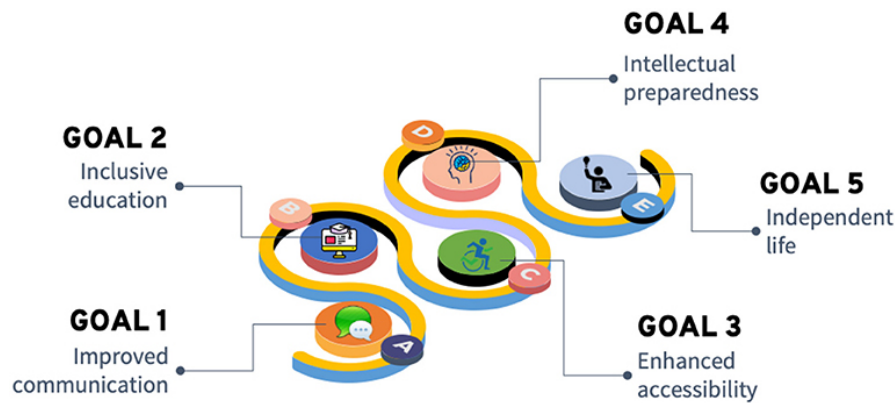 GOAL 1
Improved
communication
A
GOAL 2
Inclusive
education
B
GOAL 3
Enhanced
accessibility
C
GOAL 4
Intellectual
preparedness
D
GOAL 5
Independent
life
E